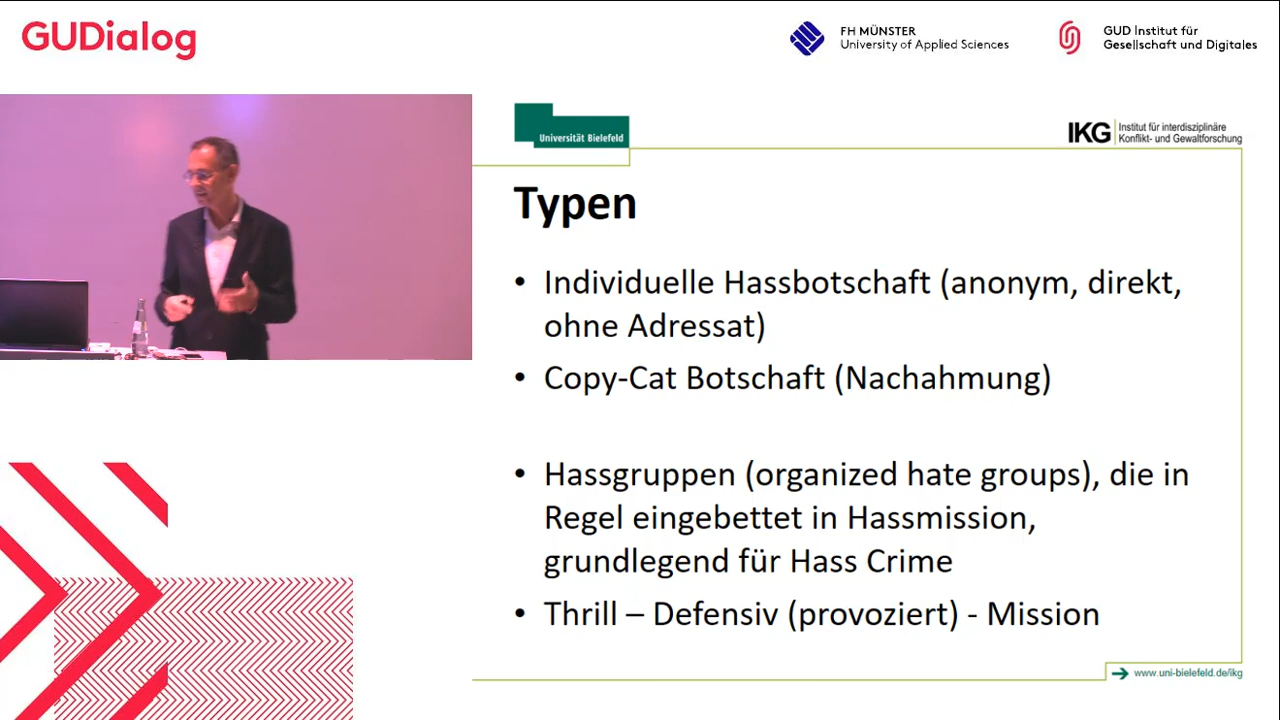 GUDialog
FH MÜNSTER
University of Applied Sciences
GUD Institut für
Gesellschaft und Digitales
Universität Bielefeld
IKG
Institut für interdisziplinäre
Konflikt- und Gewaltforschung
Typen
• Individuelle Hassbotschaft (anonym, direkt,
ohne Adressat)
• Copy-Cat Botschaft (Nachahmung)
• Hassgruppen (organized hate groups), die in
Regel eingebettet in Hassmission,
grundlegend für Hass Crime
• Thrill – Defensiv (provoziert) - Mission
www.uni-bielefeld.de/ikg